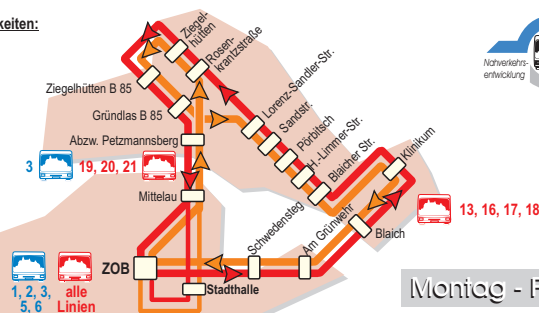 keiten:
Ziegel-
hütten
Rosen-
krantzstraße
Ziegelhütten B 85
Gründlas B 85
Lorenz-Sandler-Str.
Sandstr.
Pörbitsch
H.-Limmer-Str.
Blaicher Str.
Klinikum
Nahverkehrs-
entwicklung
Abzw. Petzmannsberg
3
19, 20, 21
Mittelau
Schwedensteg
Am Grünwehr
Blaich
13, 16, 17, 18
ZOB
Stadthalle
1, 2, 3,
5, 6
alle
Linien
Montag - F